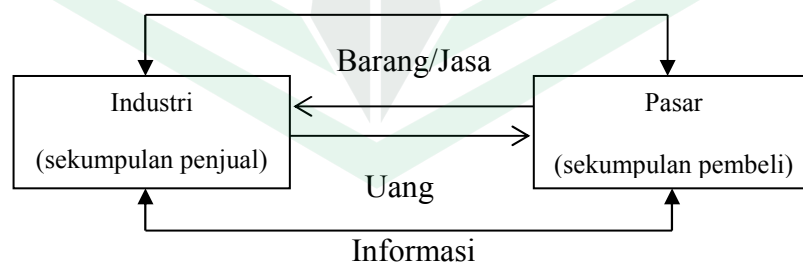 Barang/Jasa
Industri
(sekumpulan penjual)
Pasar
(sekumpulan pembeli)
Uang
Informasi